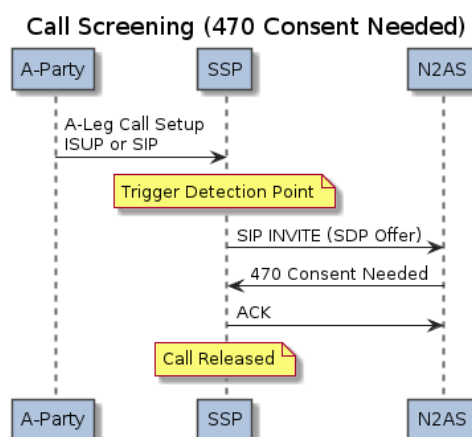 Call Screening (470 Consent Needed)
A-Party
SSP
N2AS
A-Leg Call Setup
ISUP or SIP
Trigger Detection Point
SIP INVITE (SDP Offer)
470 Consent Needed
ACK
Call Released
A-Party
SSP
N2AS